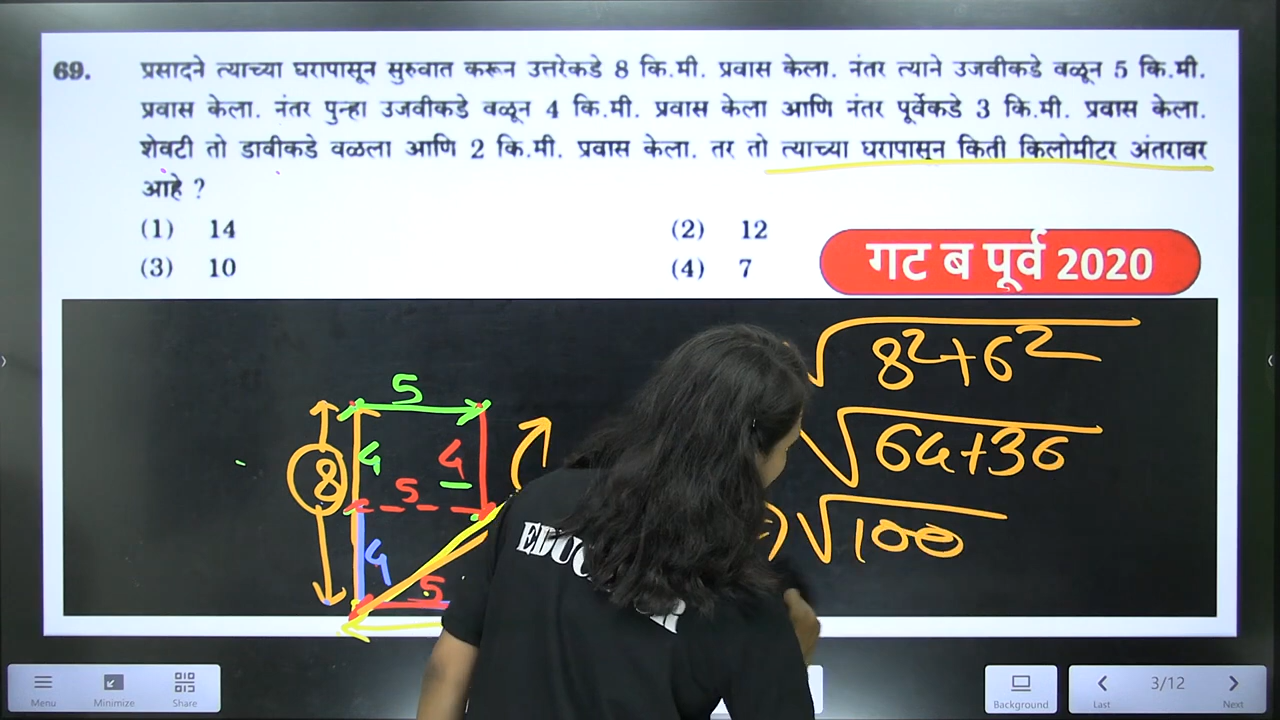 69. प्रसादने त्याच्या घरापासून सुरुवात करून उत्तरेकडे 8 कि.मी. प्रवास केला. नंतर त्याने उजवीकडे वळून 5 कि.मी.
प्रवास केला. नंतर पुन्हा उजवीकडे वळून 4 कि.मी. प्रवास केला आणि नंतर पूर्वेकडे 3 कि.मी. प्रवास केला.
शेवटी तो डावीकडे वळला आणि 2 कि.मी. प्रवास केला. तर तो त्याच्या घरापासून किती किलोमीटर अंतरावर
आहे ?
(1) 14 (2) 12
(3) 10 (4) 7
गट ब पूर्व 2020
√8²+6²
5
√64+36
4 4
8 5
√100
4
5
Menu Minimize Share Background Last 3/12 Next